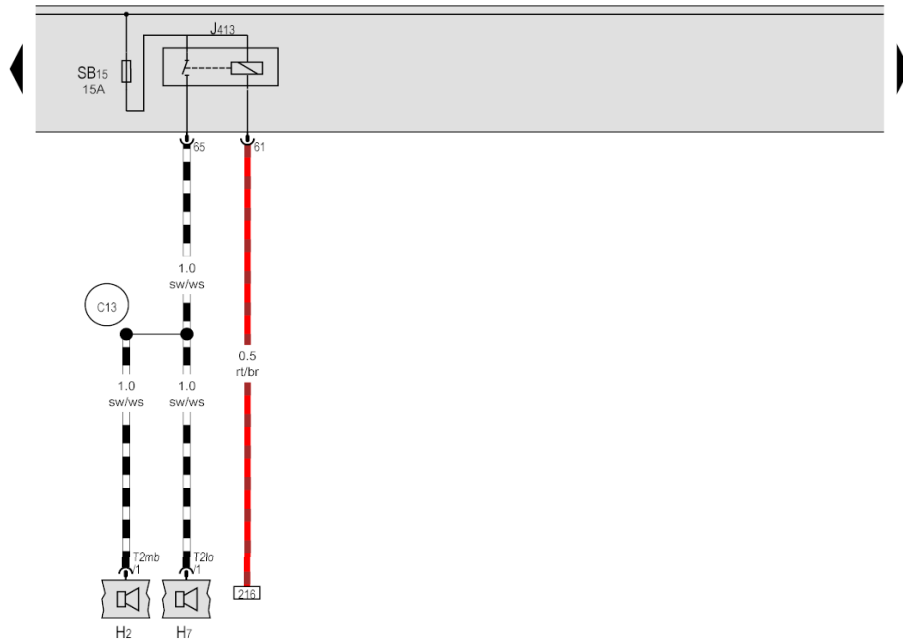 J413
SB15
15A
65
61
1.0
sw/ws
C13
0.5
rt/br
1.0
sw/ws
1.0
sw/ws
T2mb
/1
T2lo
/1
216
H2
H7